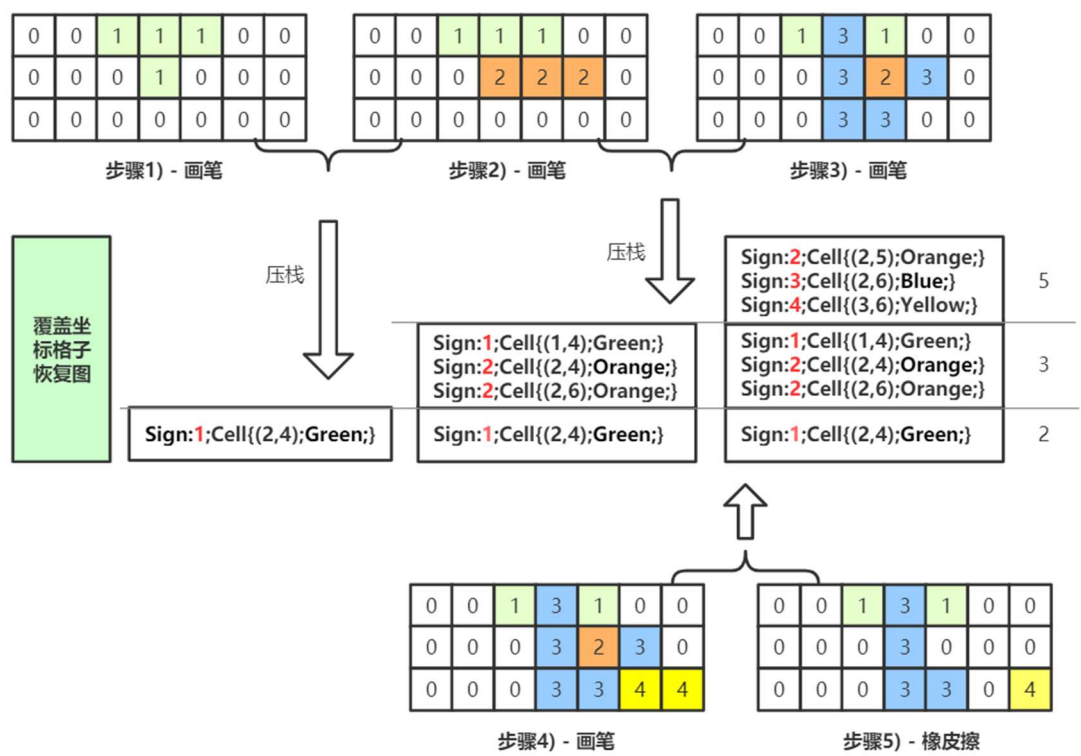 0 0 1 1 1 0 0
0 0 0 1 0 0 0
0 0 0 0 0 0 0
步骤1) - 画笔
0 0 1 1 1 0 0
0 0 0 2 2 2 0
0 0 0 0 0 0 0
步骤2) - 画笔
0 0 1 3 1 0 0
0 0 0 3 2 3 0
0 0 0 3 3 0 0
步骤3) - 画笔
压栈
压栈
覆盖坐
标格子
恢复图
Sign:1;Cell{(2,4);Green;}
Sign:1;Cell{(1,4);Green;}
Sign:2;Cell{(2,4);Orange;}
Sign:2;Cell{(2,6);Orange;}
Sign:1;Cell{(2,4);Green;}
Sign:2;Cell{(2,5);Orange;}
Sign:3;Cell{(2,6);Blue;}
Sign:4;Cell{(3,6);Yellow;}
5
Sign:1;Cell{(1,4);Green;}
Sign:2;Cell{(2,4);Orange;}
Sign:2;Cell{(2,6);Orange;}
3
Sign:1;Cell{(2,4);Green;}
2
0 0 1 3 1 0 0
0 0 0 3 2 3 0
0 0 0 3 3 4 4
步骤4) - 画笔
0 0 1 3 1 0 0
0 0 0 3 0 0 0
0 0 0 3 3 0 4
步骤5) - 橡皮擦